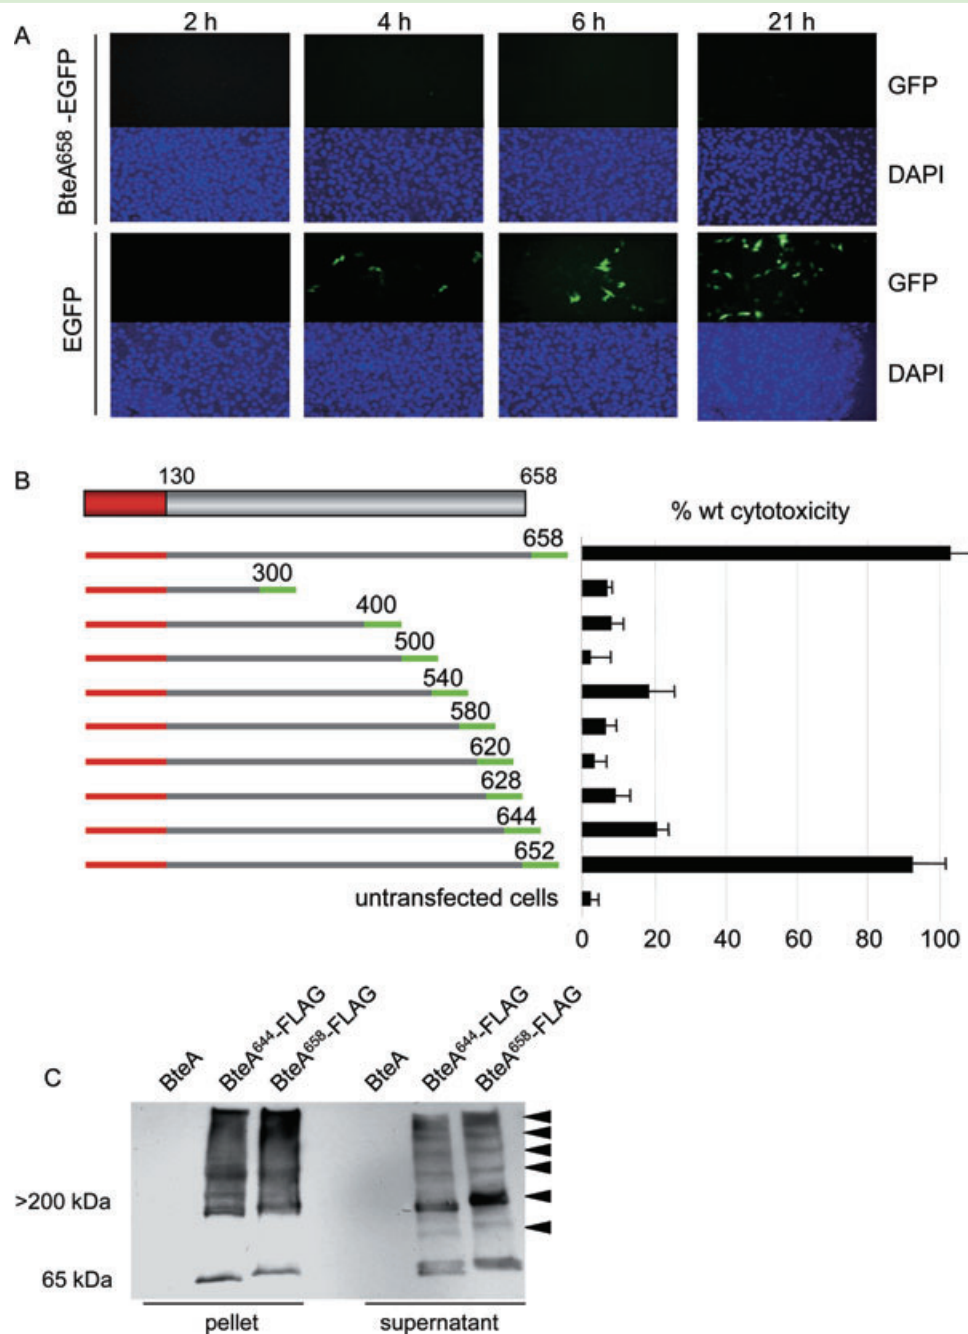 A
2 h 4 h 6 h 21 h
BteA⁶⁵⁸ -EGFP
GFP
DAPI
EGFP
GFP
DAPI
B
130 658
% wt cytotoxicity
658
300
400
500
540
580
620
628
644
652
untransfected cells
0 20 40 60 80 100
C
BteA BteA⁶⁴⁴-FLAG BteA⁶⁵⁸-FLAG BteA BteA⁶⁴⁴-FLAG BteA⁶⁵⁸-FLAG
>200 kDa
65 kDa
pellet supernatant